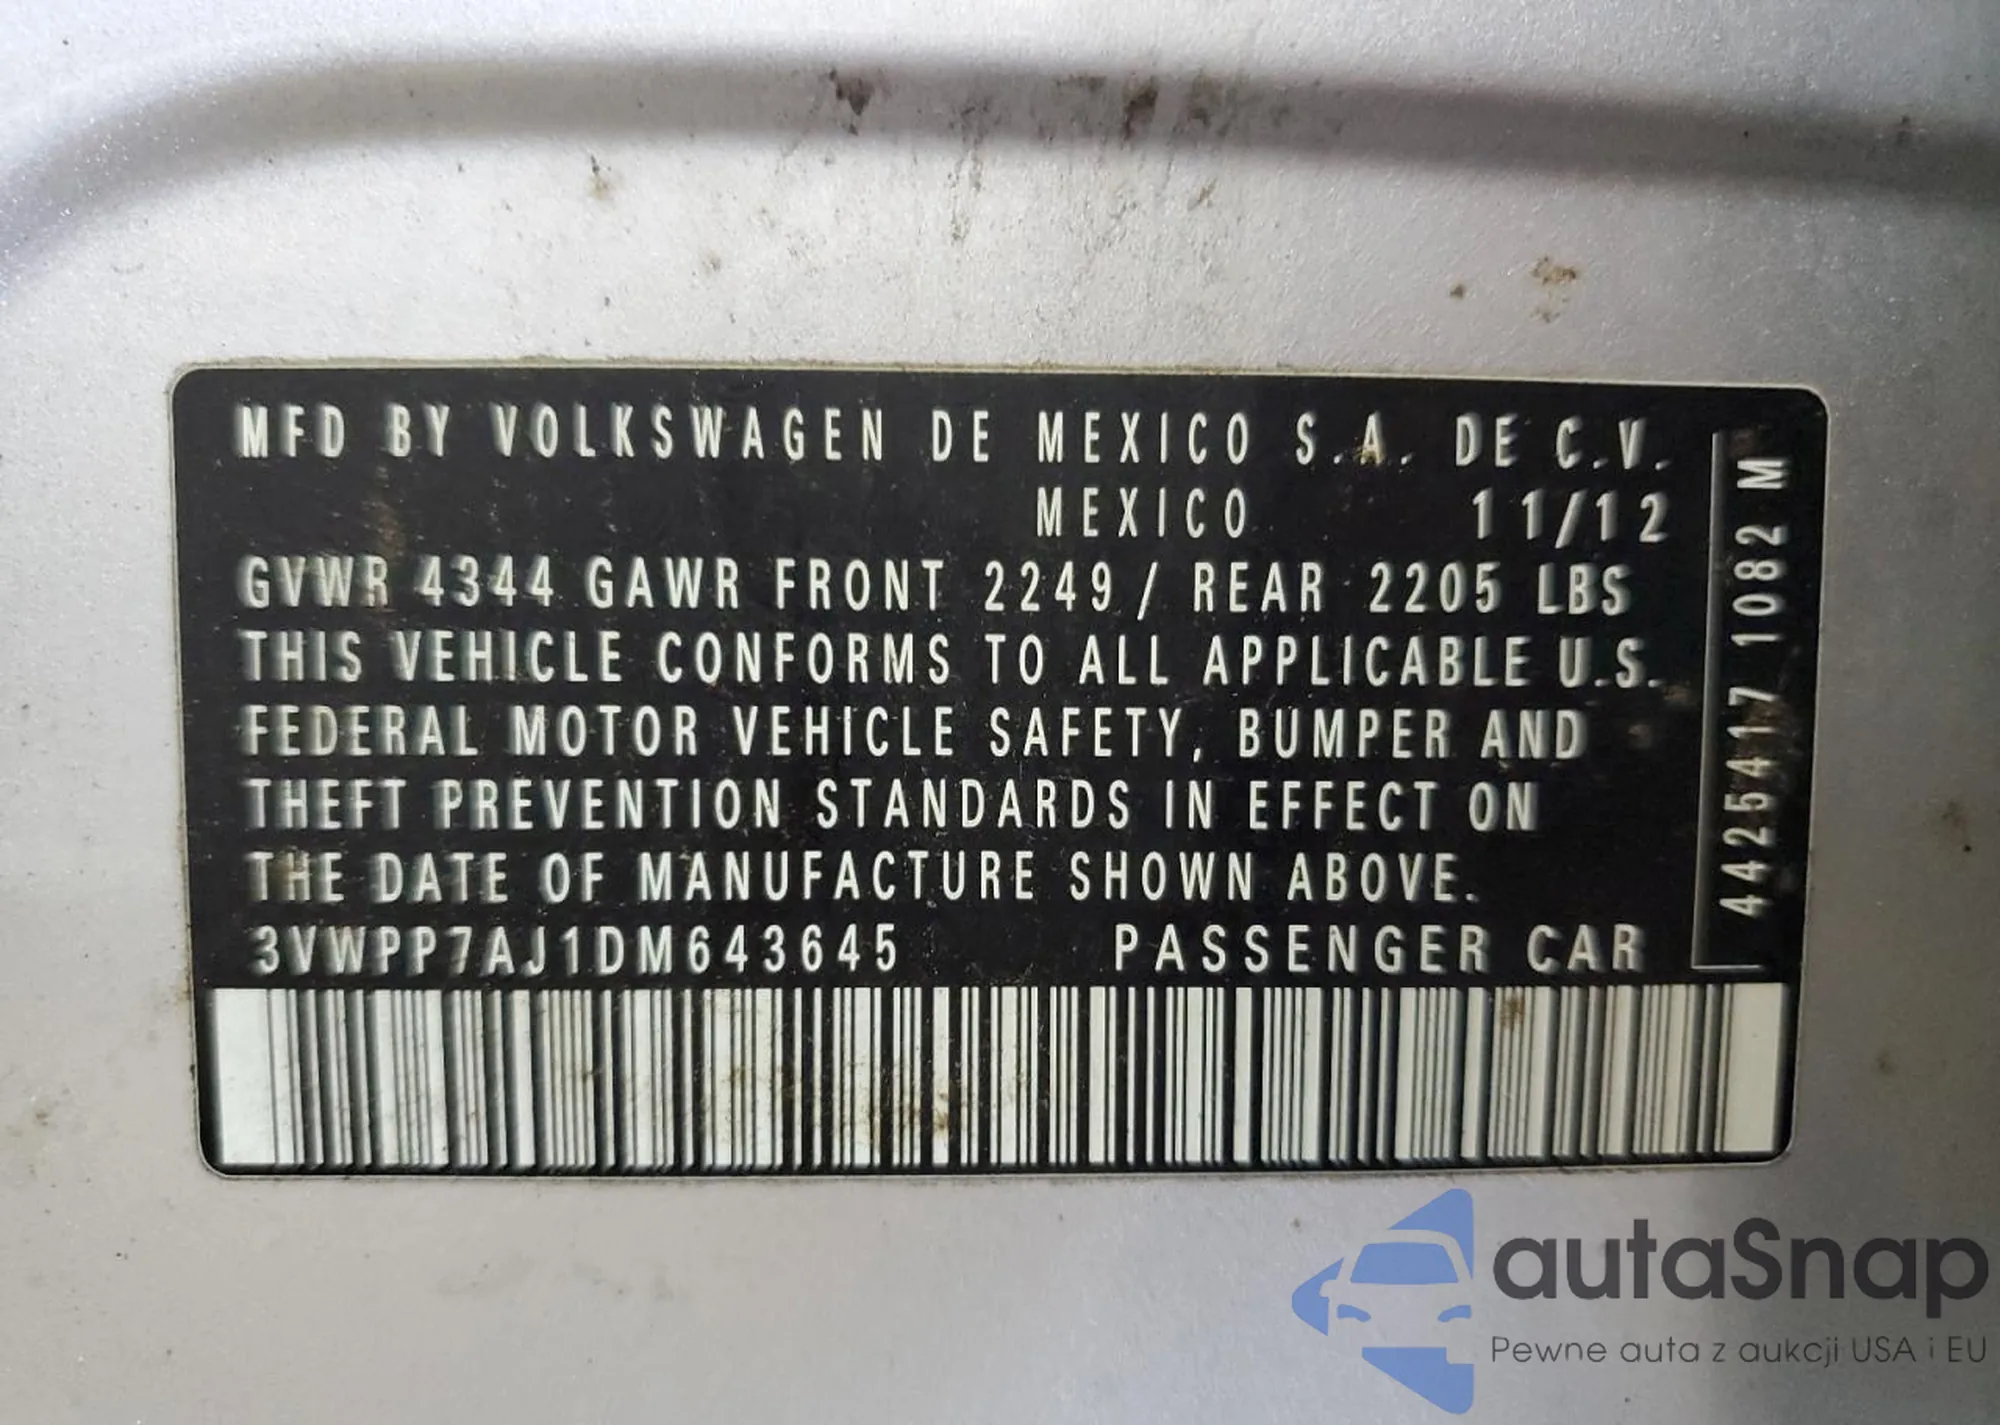 MFD BY VOLKSWAGEN DE MEXICO S.A. DE C.V.
MEXICO 11/12
GVWR 4344 GAWR FRONT 2249 / REAR 2205 LBS
THIS VEHICLE CONFORMS TO ALL APPLICABLE U.S.
FEDERAL MOTOR VEHICLE SAFETY, BUMPER AND
THEFT PREVENTION STANDARDS IN EFFECT ON
THE DATE OF MANUFACTURE SHOWN ABOVE.
3VWPP7AJ1DM643645 PASSENGER CAR
4425417 1082 M
autaSnap
Pewne auta z aukcji USA i EU